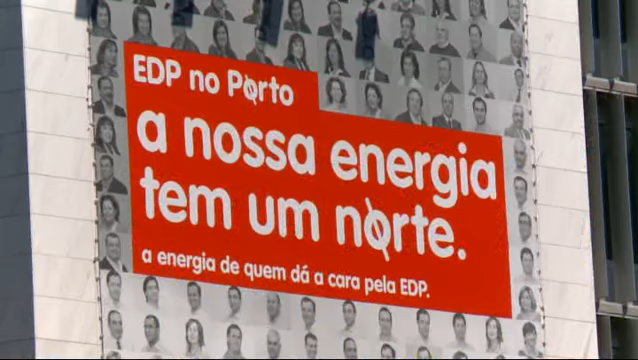 EDP no Porto
a nossa energia
tem um norte.
a energia de quem dá a cara pela EDP.